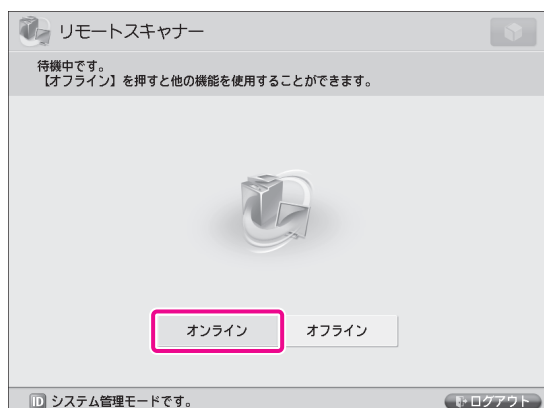 リモートスキャナー
待機中です。
【オフライン】を押すと他の機能を使用することができます。
オンライン
オフライン
ID システム管理モードです。
ログアウト